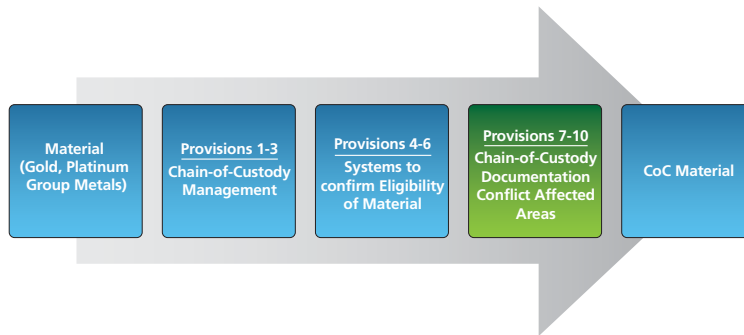 Material
(Gold, Platinum
Group Metals)
Provisions 1-3
Chain-of-Custody
Management
Provisions 4-6
Systems to
confirm Eligibility
of Material
Provisions 7-10
Chain-of-Custody
Documentation
Conflict Affected
Areas
CoC Material